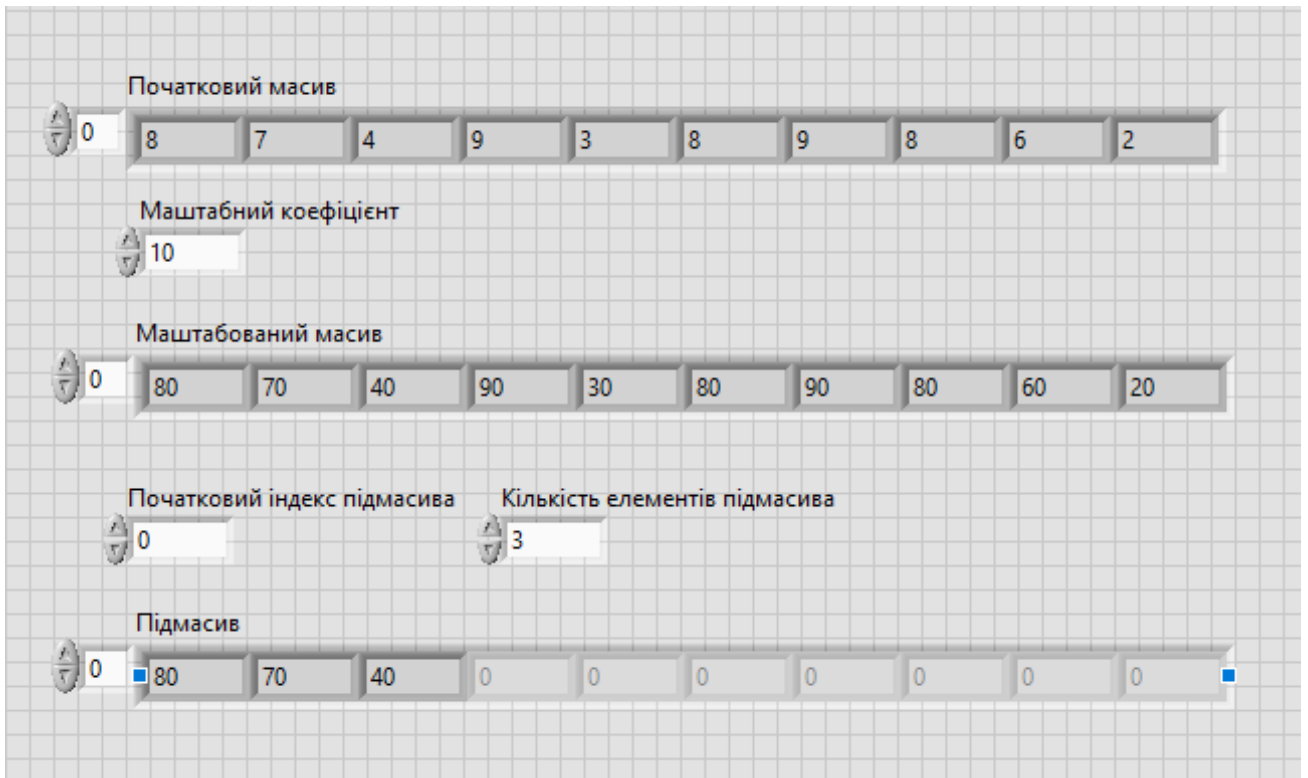 Початковий масив
0 8 7 4 9 3 8 9 8 6 2
Маштабний коефіцієнт
10
Маштабований масив
0 80 70 40 90 30 80 90 80 60 20
Початковий індекс підмасива Кількість елементів підмасива
0 3
Підмасив
0 80 70 40 0 0 0 0 0 0 0